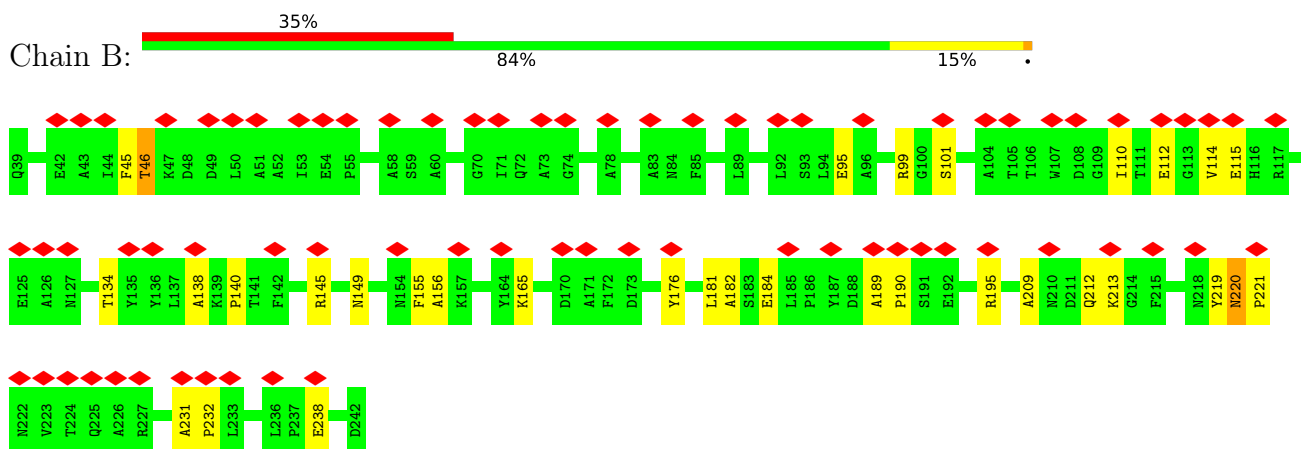 35%
Chain B:
84% 15% •
Q39 E42 A43 I44 F45 T46 K47 D48 D49 L50 A51 A52 I53 E54 P55 A58 S59 A60 G70 I71 Q72 A73 G74 A78 A83 N84 F85 L89 L92 S93 L94 E95 A96 R99 G100 S101 A104 T105 T106 W107 D108 G109 I110 T111 E112 G113 V114 E115 H116 R117
E125 A126 N127 T134 Y135 Y136 L137 A138 K139 P140 T141 F142 R145 N149 N154 F155 A156 K157 Y164 K165 D170 A171 F172 D173 Y176 L181 A182 S183 E184 L185 P186 Y187 D188 A189 P190 S191 E192 R195 A209 N210 D211 Q212 K213 G214 F215 N218 Y219 N220 P221
N222 V223 T224 Q225 A226 R227 A231 P232 L233 L236 P237 E238 D242